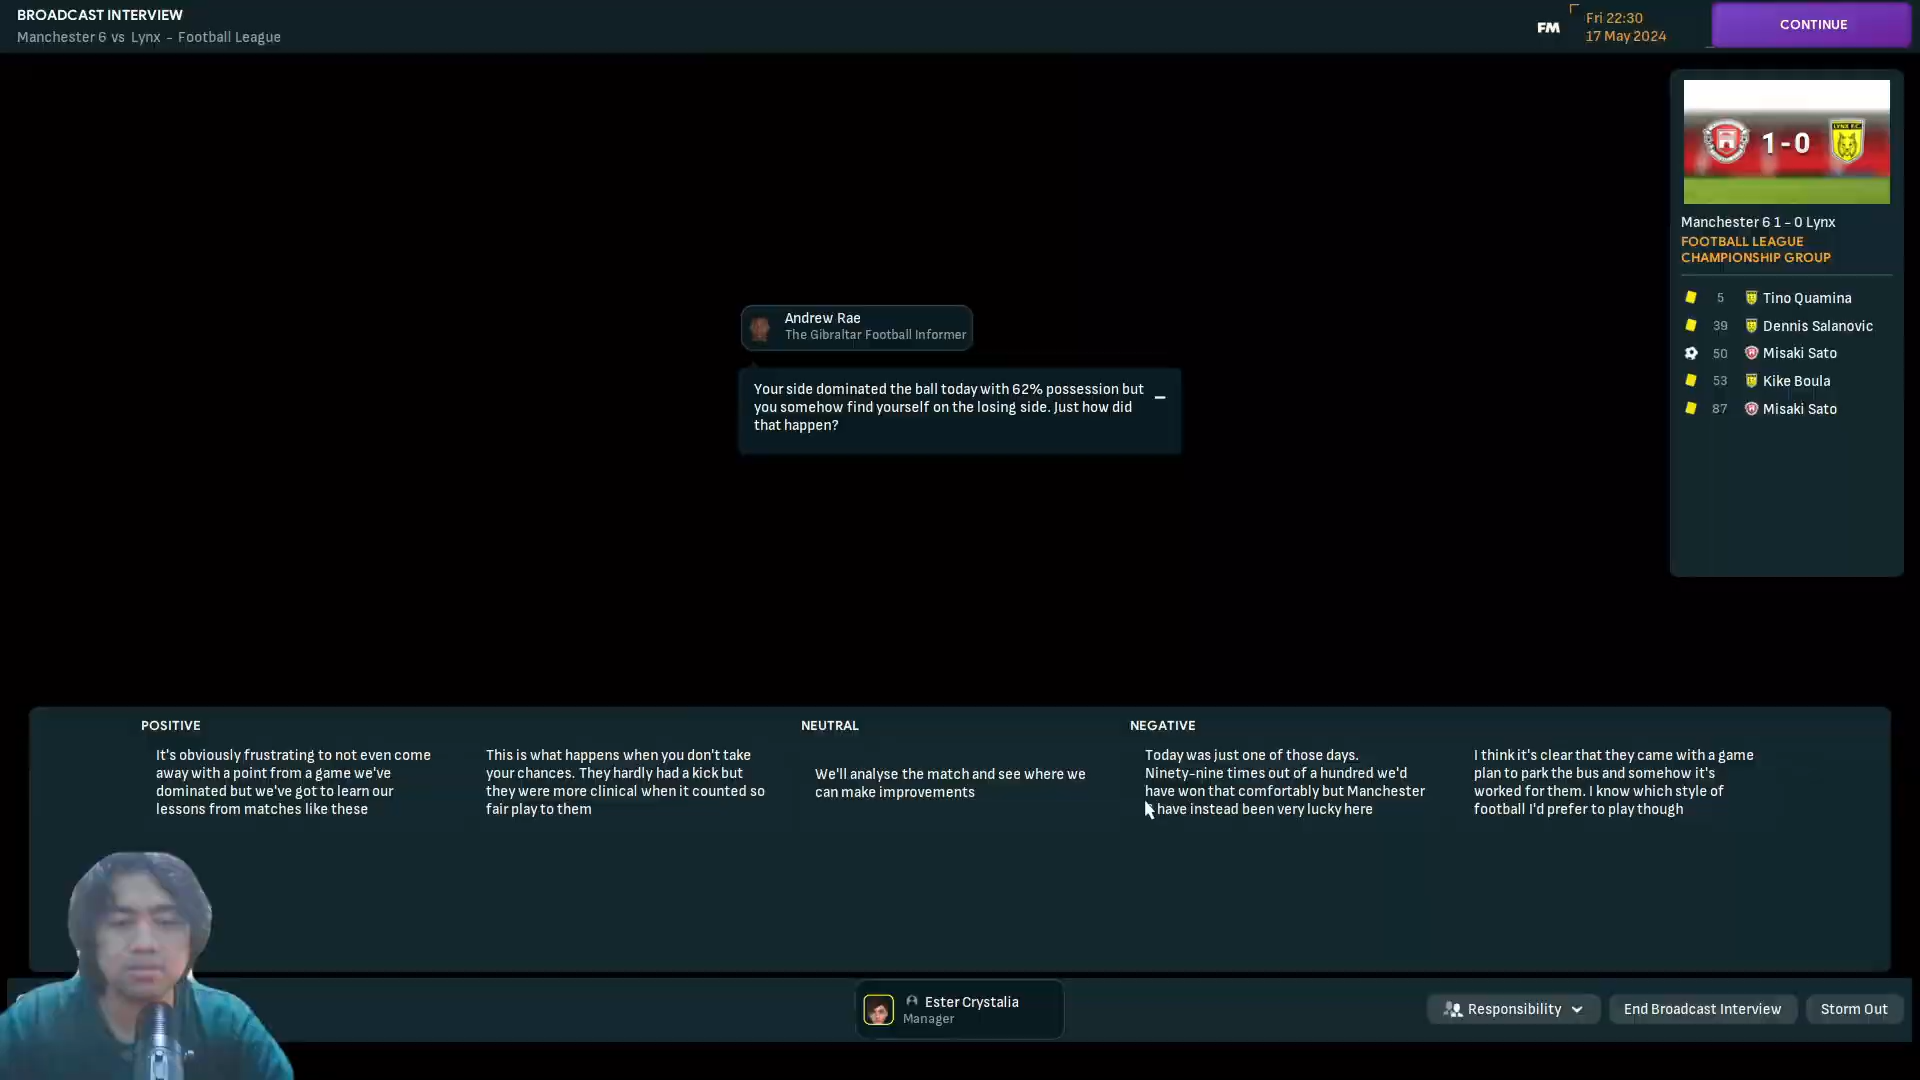 BROADCAST INTERVIEW
Manchester 6 vs Lynx - Football League
FM
Fri 22:30
17 May 2024
CONTINUE
LYNX F.C.
1-0
Manchester 6 1 - 0 Lynx
FOOTBALL LEAGUE
CHAMPIONSHIP GROUP
5 Tino Quamina
39 Dennis Salanovic
50 Misaki Sato
53 Kike Boula
87 Misaki Sato
Andrew Rae
The Gibraltar Football Informer
Your side dominated the ball today with 62% possession but
you somehow find yourself on the losing side. Just how did
that happen?
POSITIVE
It's obviously frustrating to not even come
away with a point from a game we've
dominated but we've got to learn our
lessons from matches like these
This is what happens when you don't take
your chances. They hardly had a kick but
they were more clinical when it counted so
fair play to them
NEUTRAL
We'll analyse the match and see where we
can make improvements
NEGATIVE
Today was just one of those days.
Ninety-nine times out of a hundred we'd
have won that comfortably but Manchester
have instead been very lucky here
I think it's clear that they came with a game
plan to park the bus and somehow it's
worked for them. I know which style of
football I'd prefer to play though
Ester Crystalia
Manager
Responsibility
End Broadcast Interview
Storm Out